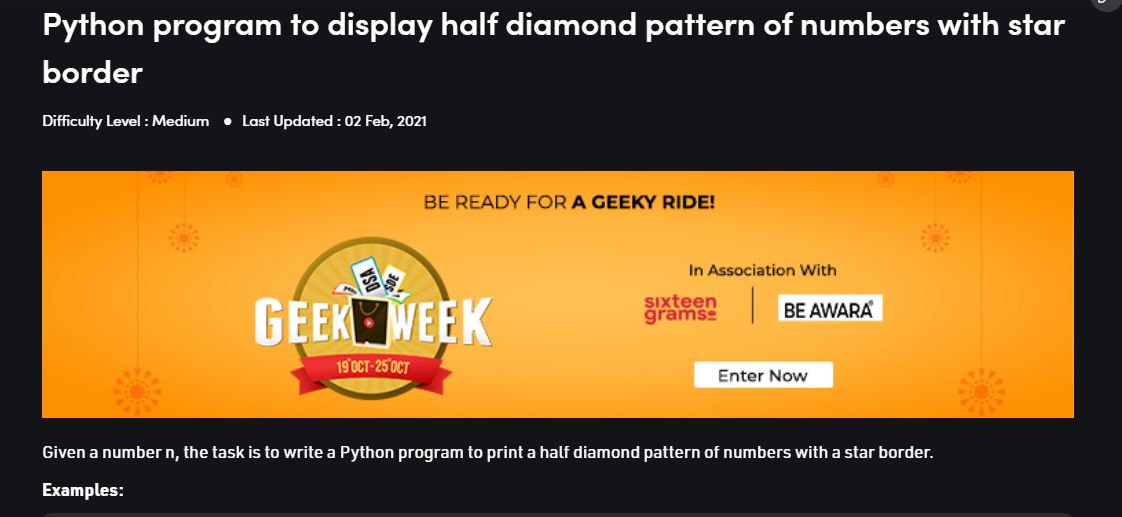 Python program to display half diamond pattern of numbers with star
border
Difficulty Level : Medium ● Last Updated : 02 Feb, 2021
BE READY FOR A GEEKY RIDE!
DSA
GEEK WEEK
19 OCT-25 OCT
In Association With
sixteen
grams
BE AWARA
Enter Now
Given a number n, the task is to write a Python program to print a half diamond pattern of numbers with a star border.
Examples: